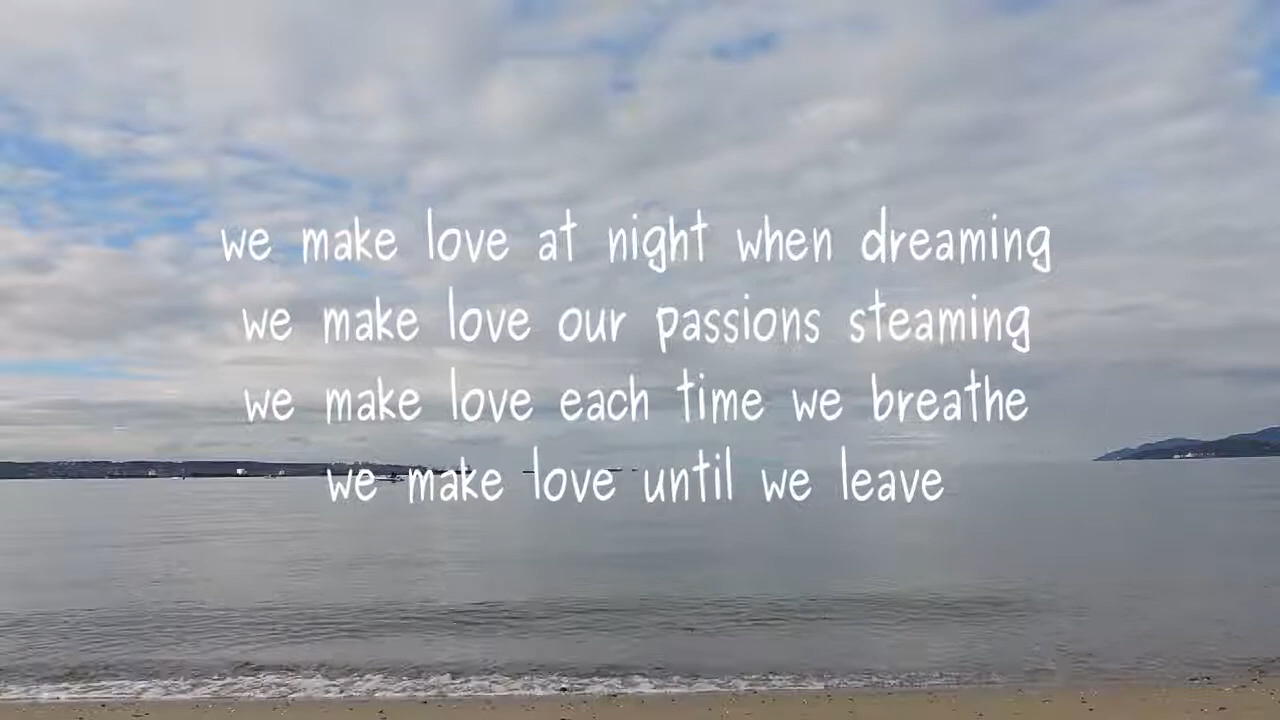 we make love at night when dreaming
we make love our passions steaming
we make love each time we breathe
we make love until we leave